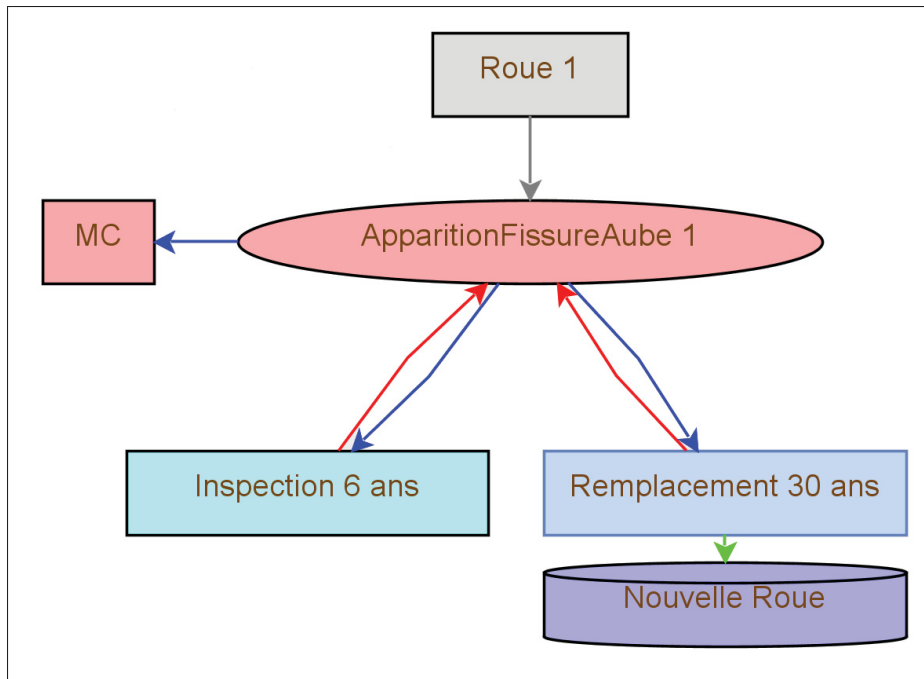 Roue 1
MC
ApparitionFissureAube 1
Inspection 6 ans
Remplacement 30 ans
Nouvelle Roue